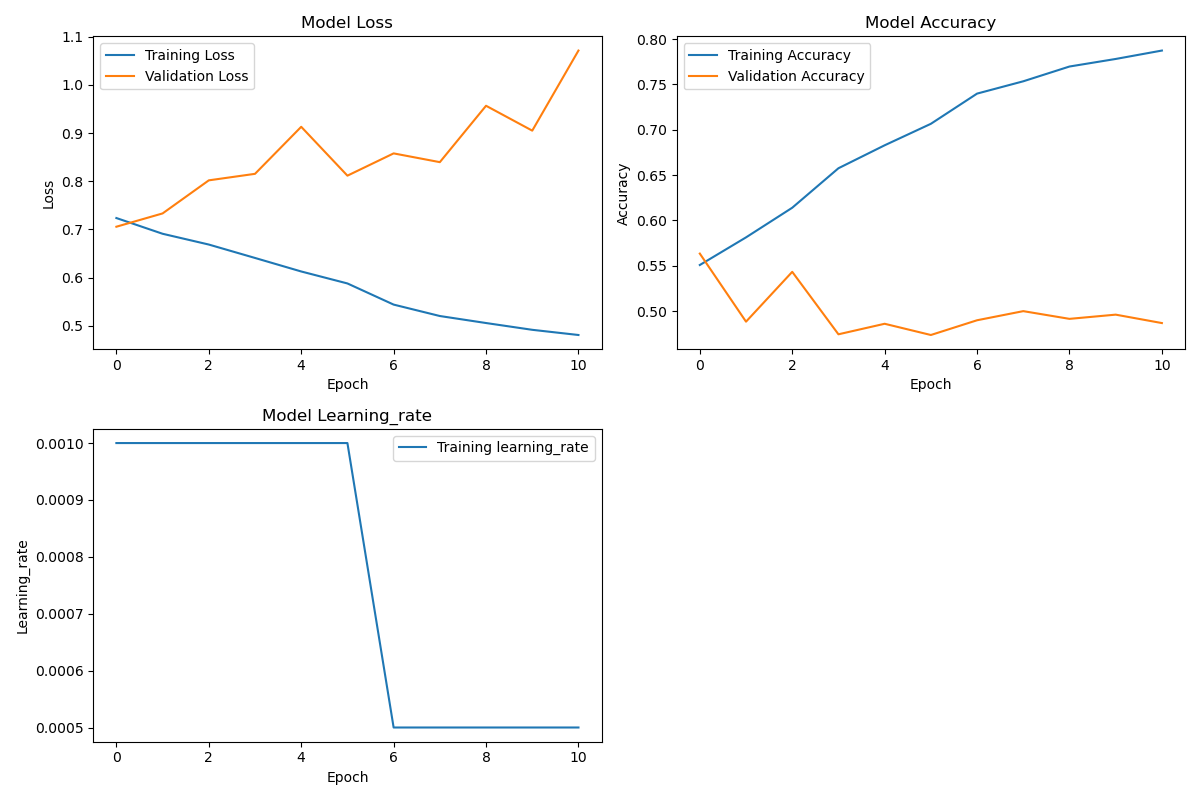 Model Loss
1.1
1.0
0.9
0.8
0.7
0.6
0.5
Loss
Training Loss
Validation Loss
0 2 4 6 8 10
Epoch
Model Accuracy
0.80
0.75
0.70
0.65
0.60
0.55
0.50
Accuracy
Training Accuracy
Validation Accuracy
0 2 4 6 8 10
Epoch
Model Learning_rate
0.0010
0.0009
0.0008
0.0007
0.0006
0.0005
Learning_rate
Training learning_rate
0 2 4 6 8 10
Epoch